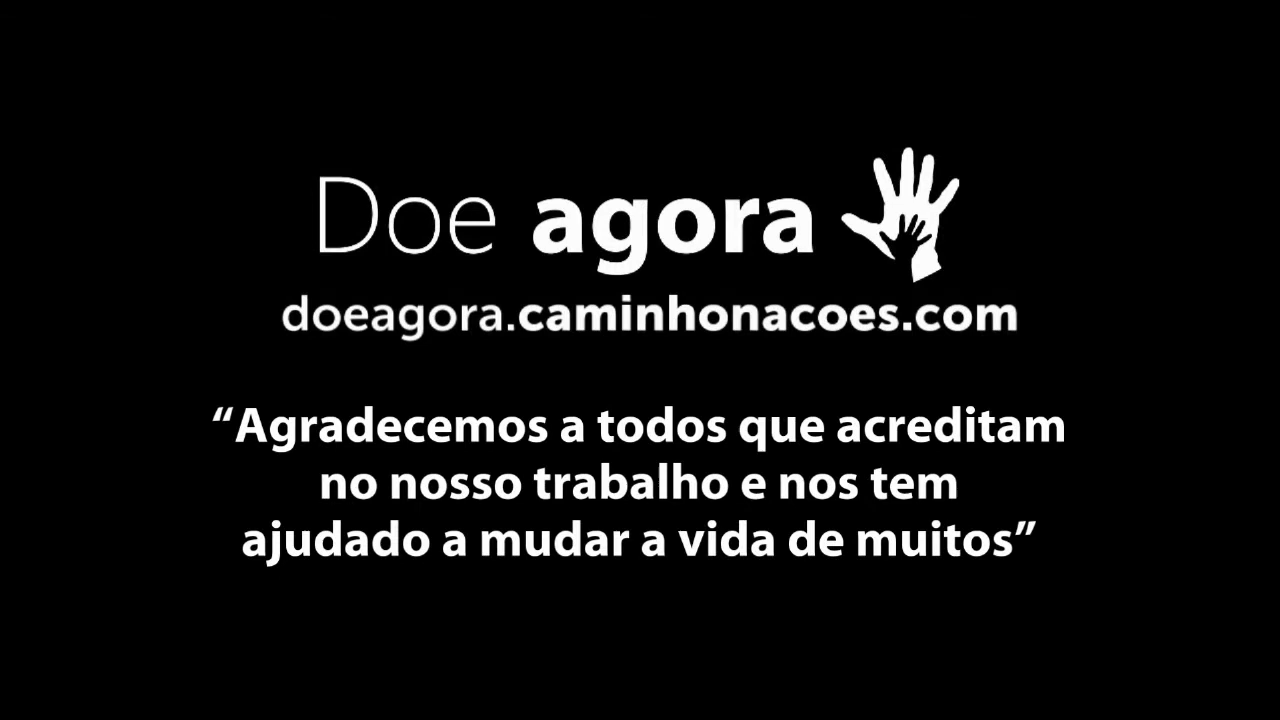 Doe agora
doeagora.caminhonacoes.com
“Agradecemos a todos que acreditam
no nosso trabalho e nos tem
ajudado a mudar a vida de muitos”